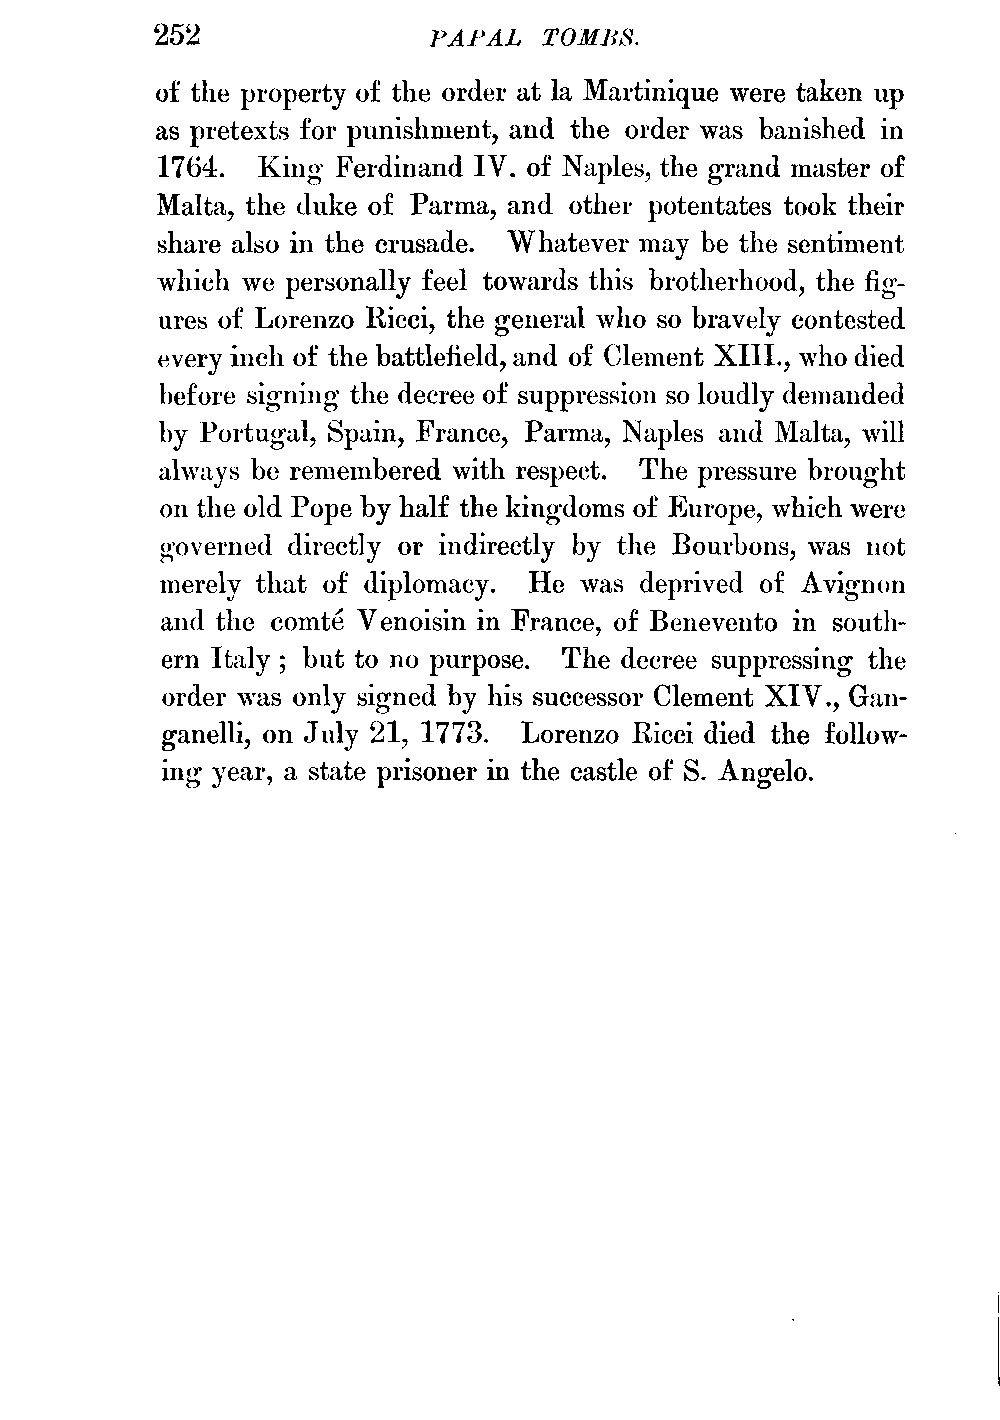 252 PAPAL TOMBS.
of the property of the order at la Martinique were taken up
as pretexts for punishment, and the order was banished in
1764. King Ferdinand IV. of Naples, the grand master of
Malta, the duke of Parma, and other potentates took their
share also in the crusade. Whatever may be the sentiment
which we personally feel towards this brotherhood, the fig-
ures of Lorenzo Ricci, the general who so bravely contested
every inch of the battlefield, and of Clement XIII., who died
before signing the decree of suppression so loudly demanded
by Portugal, Spain, France, Parma, Naples and Malta, will
always be remembered with respect. The pressure brought
on the old Pope by half the kingdoms of Europe, which were
governed directly or indirectly by the Bourbons, was not
merely that of diplomacy. He was deprived of Avignon
and the comté Venoisin in France, of Benevento in south-
ern Italy ; but to no purpose. The decree suppressing the
order was only signed by his successor Clement XIV., Gan-
ganelli, on July 21, 1773. Lorenzo Ricci died the follow-
ing year, a state prisoner in the castle of S. Angelo.